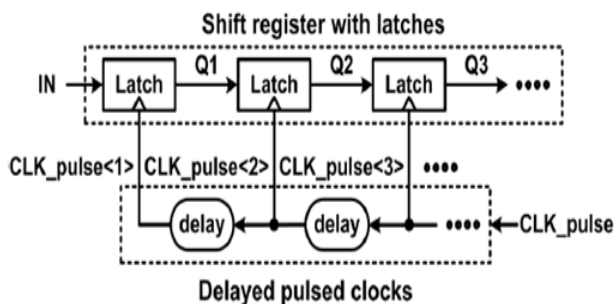 Shift register with latches
IN Latch Q1 Latch Q2 Latch Q3 ••••
CLK_pulse<1> CLK_pulse<2> CLK_pulse<3> ••••
delay delay •••• CLK_pulse
Delayed pulsed clocks